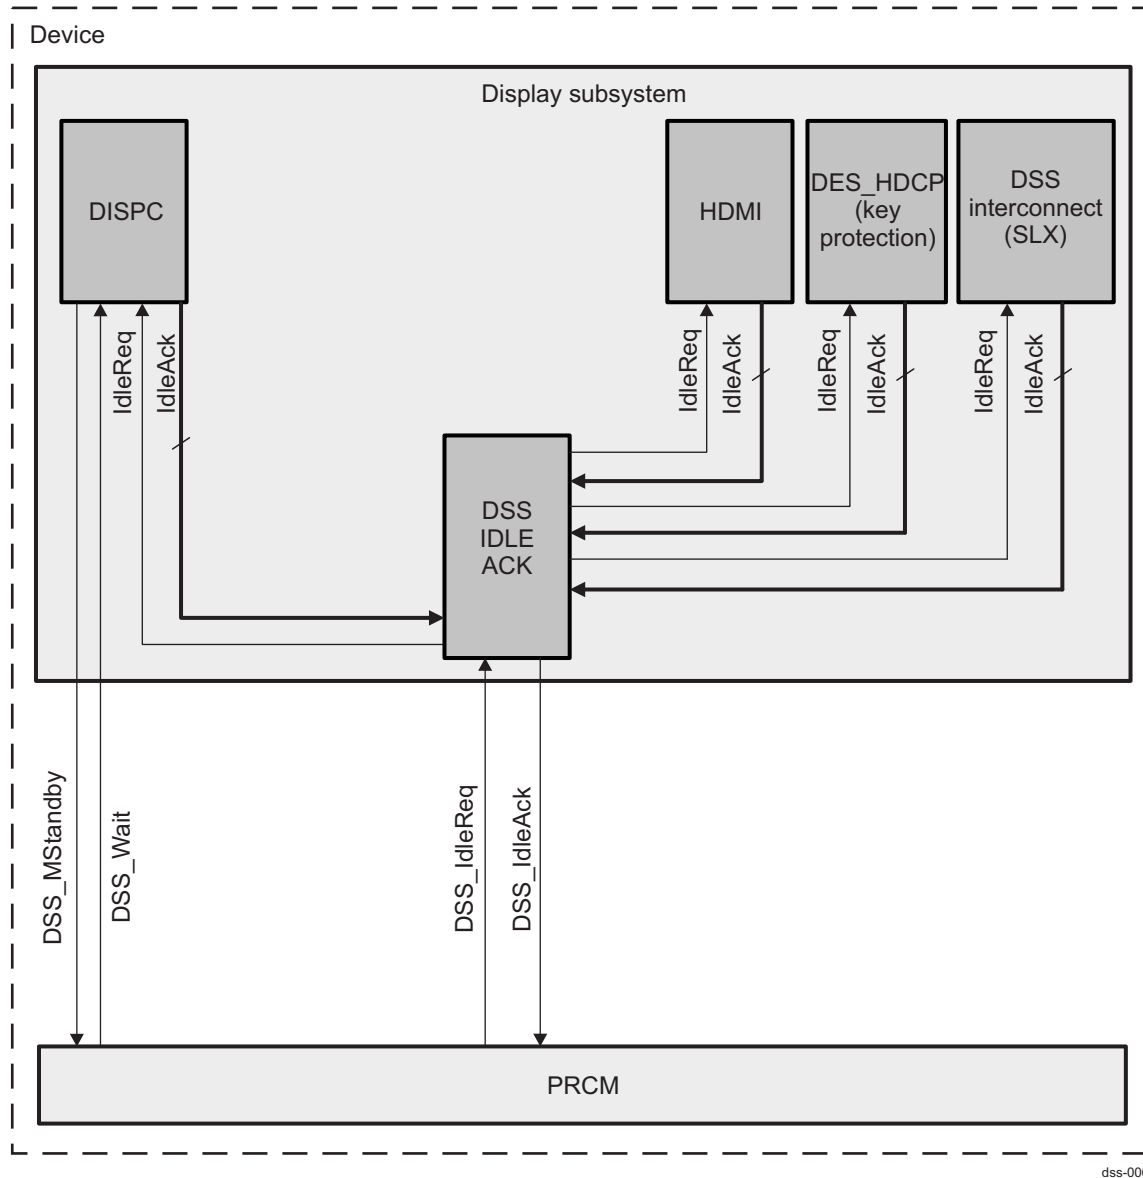 Device
Display subsystem
DISPC
HDMI
DES_HDCP
(key
protection)
DSS
interconnect
(SLX)
IdleReq
IdleAck
IdleReq
IdleAck
IdleReq
IdleAck
IdleReq
IdleAck
DSS
IDLE
ACK
DSS_MStandby
DSS_Wait
DSS_IdleReq
DSS_IdleAck
PRCM